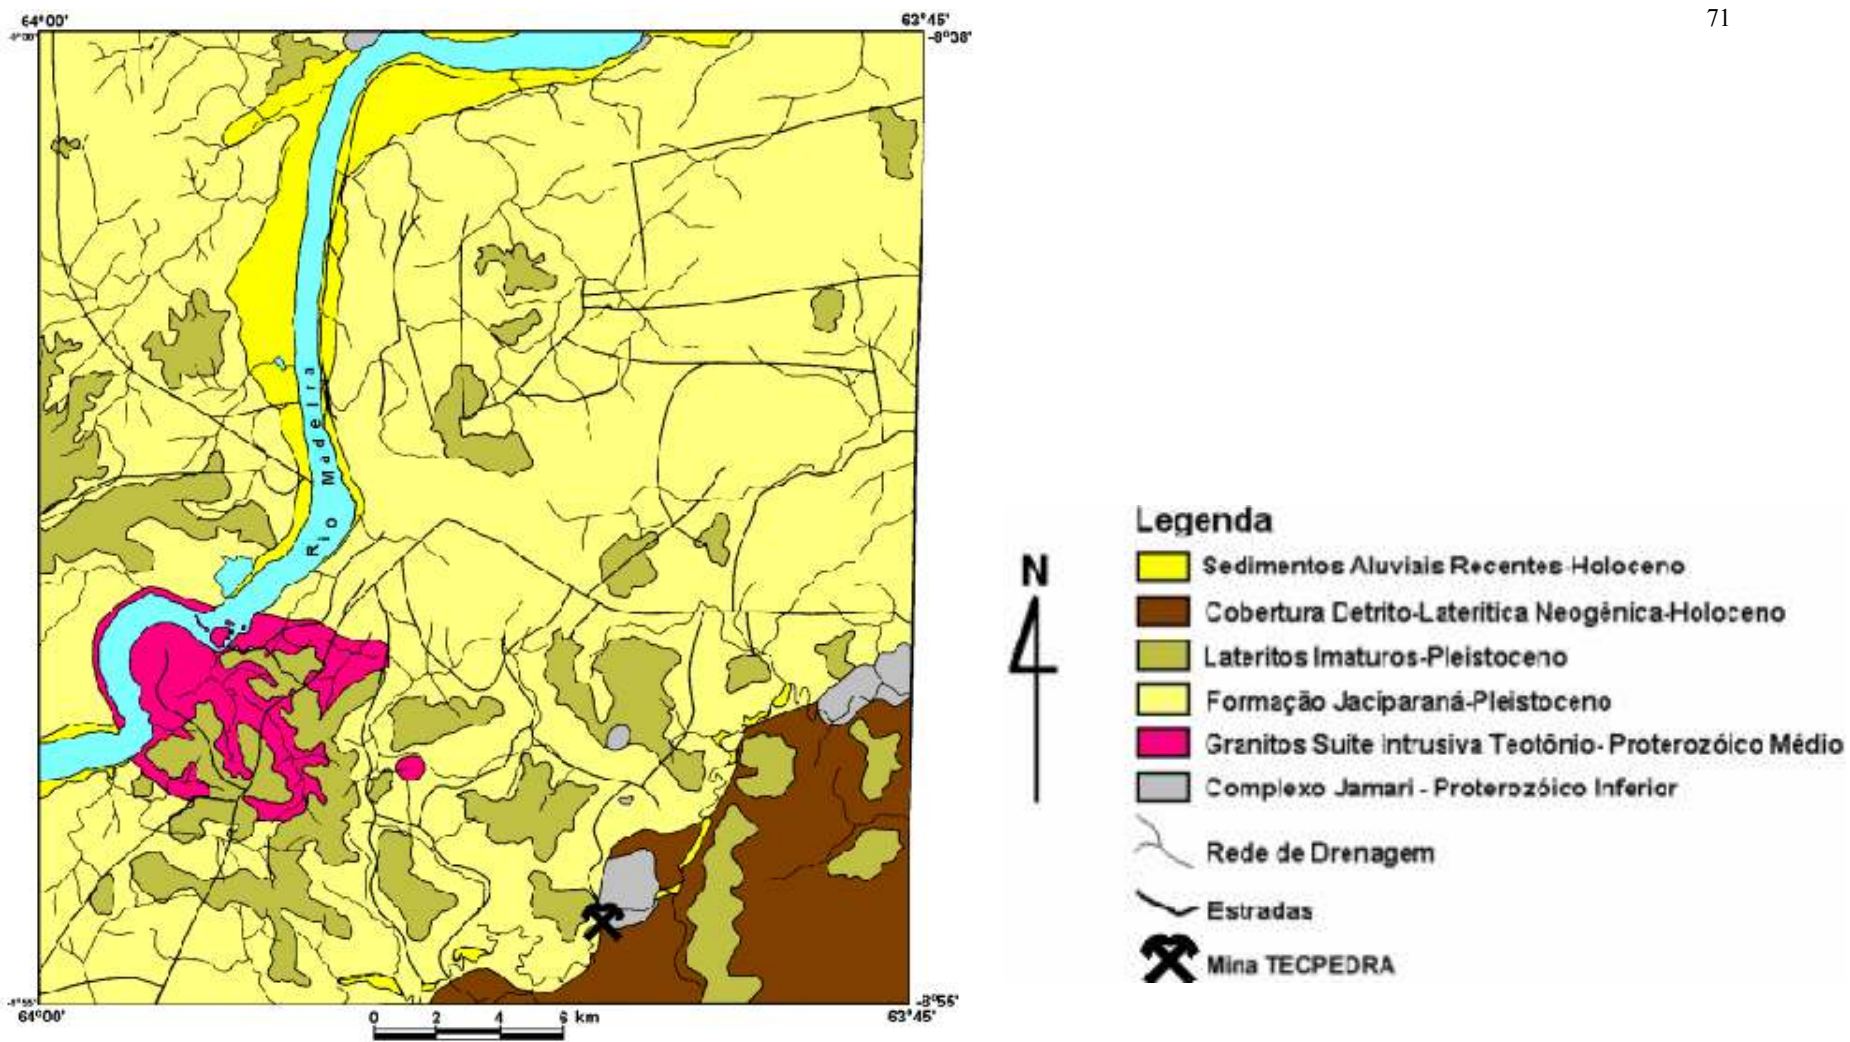 71
64°00'
63°45'
-8°38'
Rio Madeira
Legenda
Sedimentos Aluviais Recentes-Holoceno
Cobertura Detrito-Laterítica Neogênica-Holoceno
Lateritos Imaturos-Pleistoceno
Formação Jaciparaná-Pleistoceno
Granitos Suite Intrusiva Teotônio- Proterozóico Médio
Complexo Jamari - Proterozóico Inferior
N
Rede de Drenagem
Estradas
Mina TECPEDRA
-8°55'
-8°55'
64°00'
63°45'
0 2 4 6 km